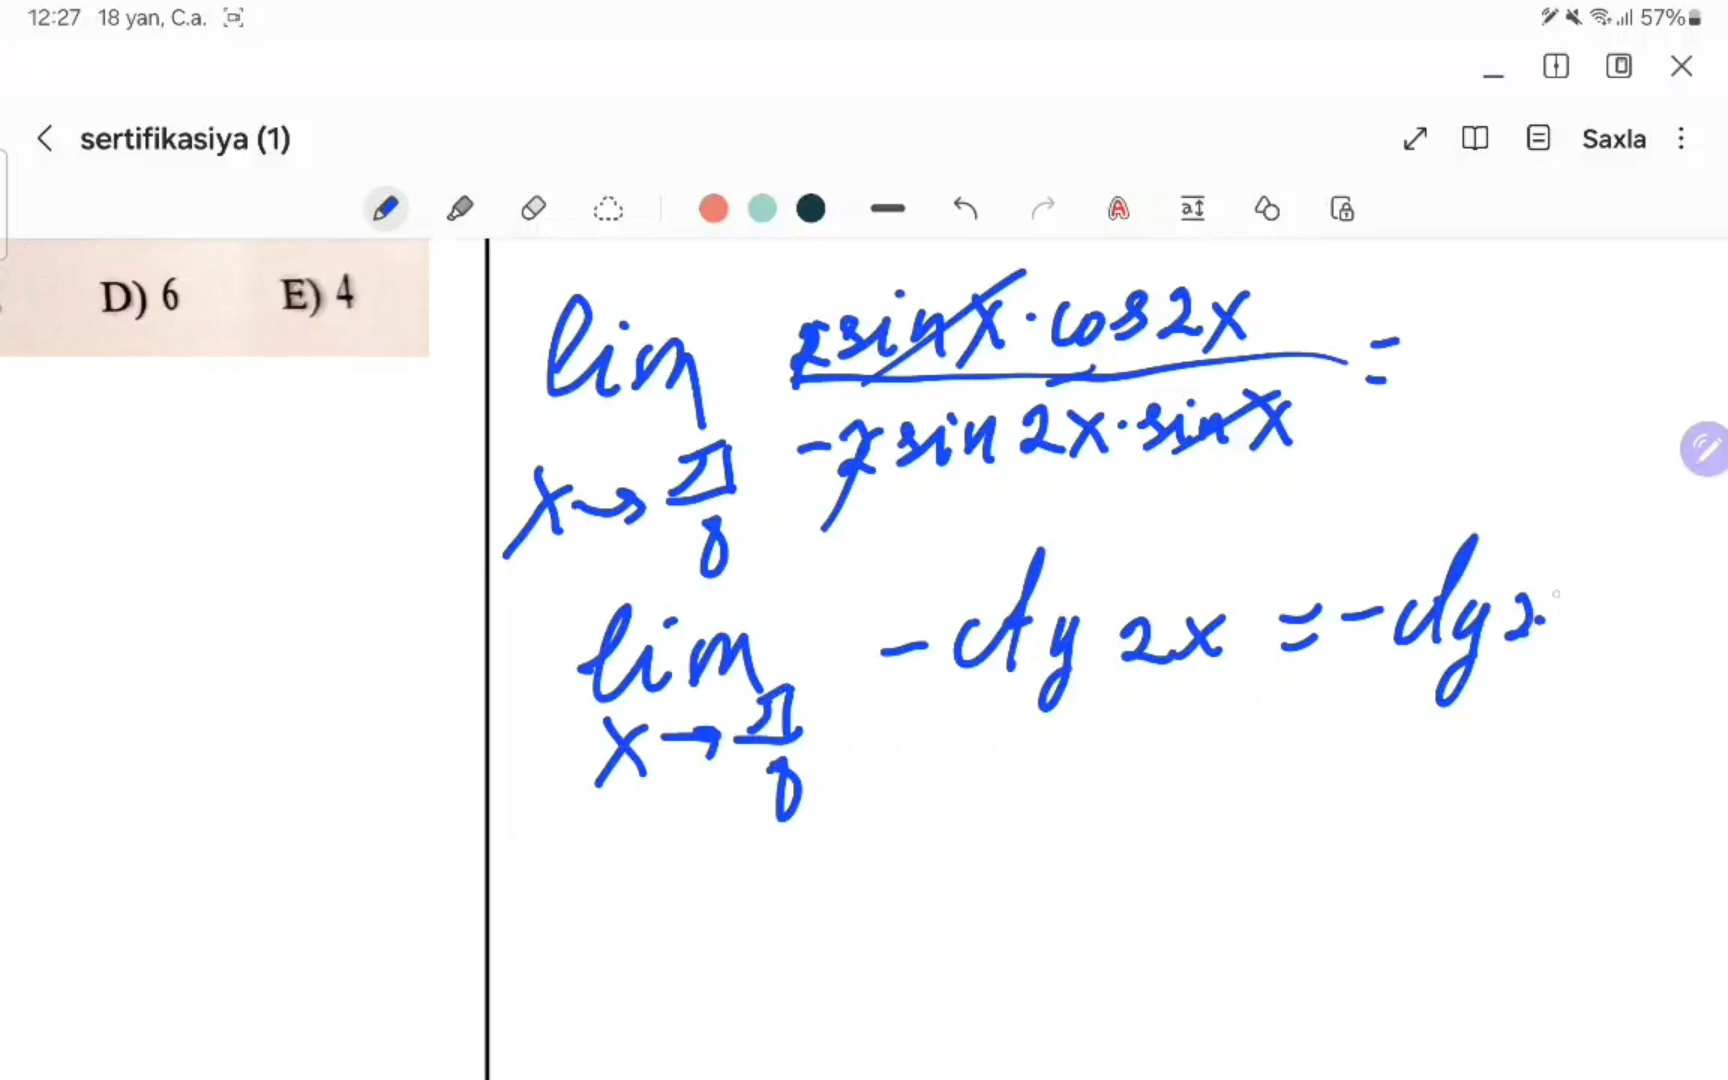 12:27 18 yan, C.a. 57%
sertifikasiya (1) Saxla
D) 6 E) 4
lim 2sinx·cos2x =
x→π/8 -2sin2x·sinx
lim -ctg 2x = -ctg 2·
x→π/8